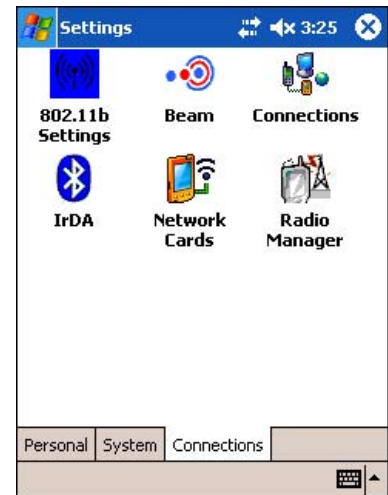 Settings 3:25
802.11b Settings
Beam
Connections
IrDA
Network Cards
Radio Manager
Personal System Connections